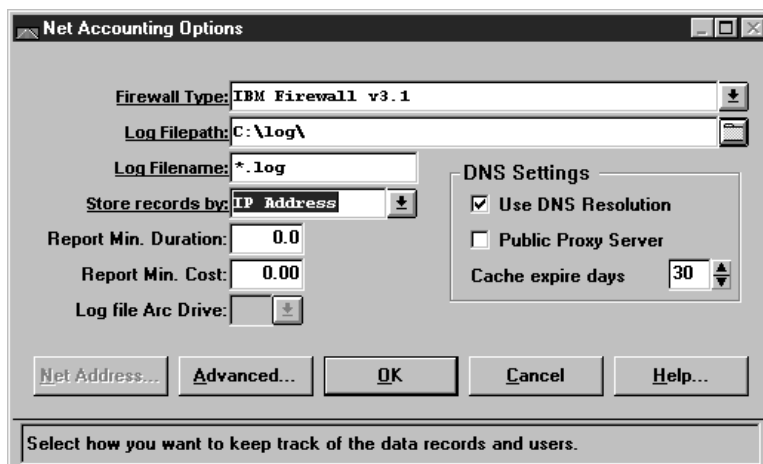 Net Accounting Options
Firewall Type: IBM Firewall v3.1
Log Filepath: C:\log\
Log Filename: *.log
Store records by: IP Address
Report Min. Duration: 0.0
Report Min. Cost: 0.00
Log file Arc Drive:
DNS Settings
Use DNS Resolution
Public Proxy Server
Cache expire days 30
Net Address... Advanced... OK Cancel Help...
Select how you want to keep track of the data records and users.